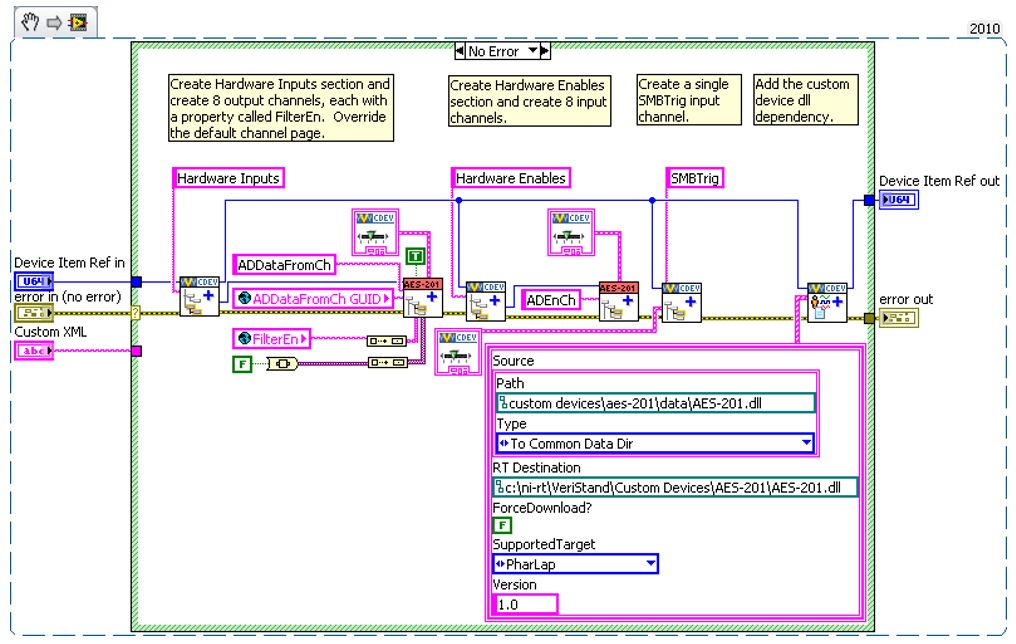 2010
No Error
Create Hardware Inputs section and
create 8 output channels, each with
a property called FilterEn. Override
the default channel page.
Create Hardware Enables
section and create 8 input
channels.
Create a single
SMBTrig input
channel.
Add the custom
device dll
dependency.
Hardware Inputs
Hardware Enables
SMBTrig
Device Item Ref out
U64
CDEV
CDEV
Device Item Ref in
U64
ADDataFromCh
T
CDEV
AES-201
CDEV
AES-201
CDEV
CDEV
error in (no error)
ADDataFromCh GUID
ADEnCh
error out
?
Custom XML
abc
FilterEn
F
CDEV
Source
Path
custom devices\aes-201\data\AES-201.dll
Type
To Common Data Dir
RT Destination
c:\ni-rt\VeriStand\Custom Devices\AES-201\AES-201.dll
ForceDownload?
F
SupportedTarget
PharLap
Version
1.0